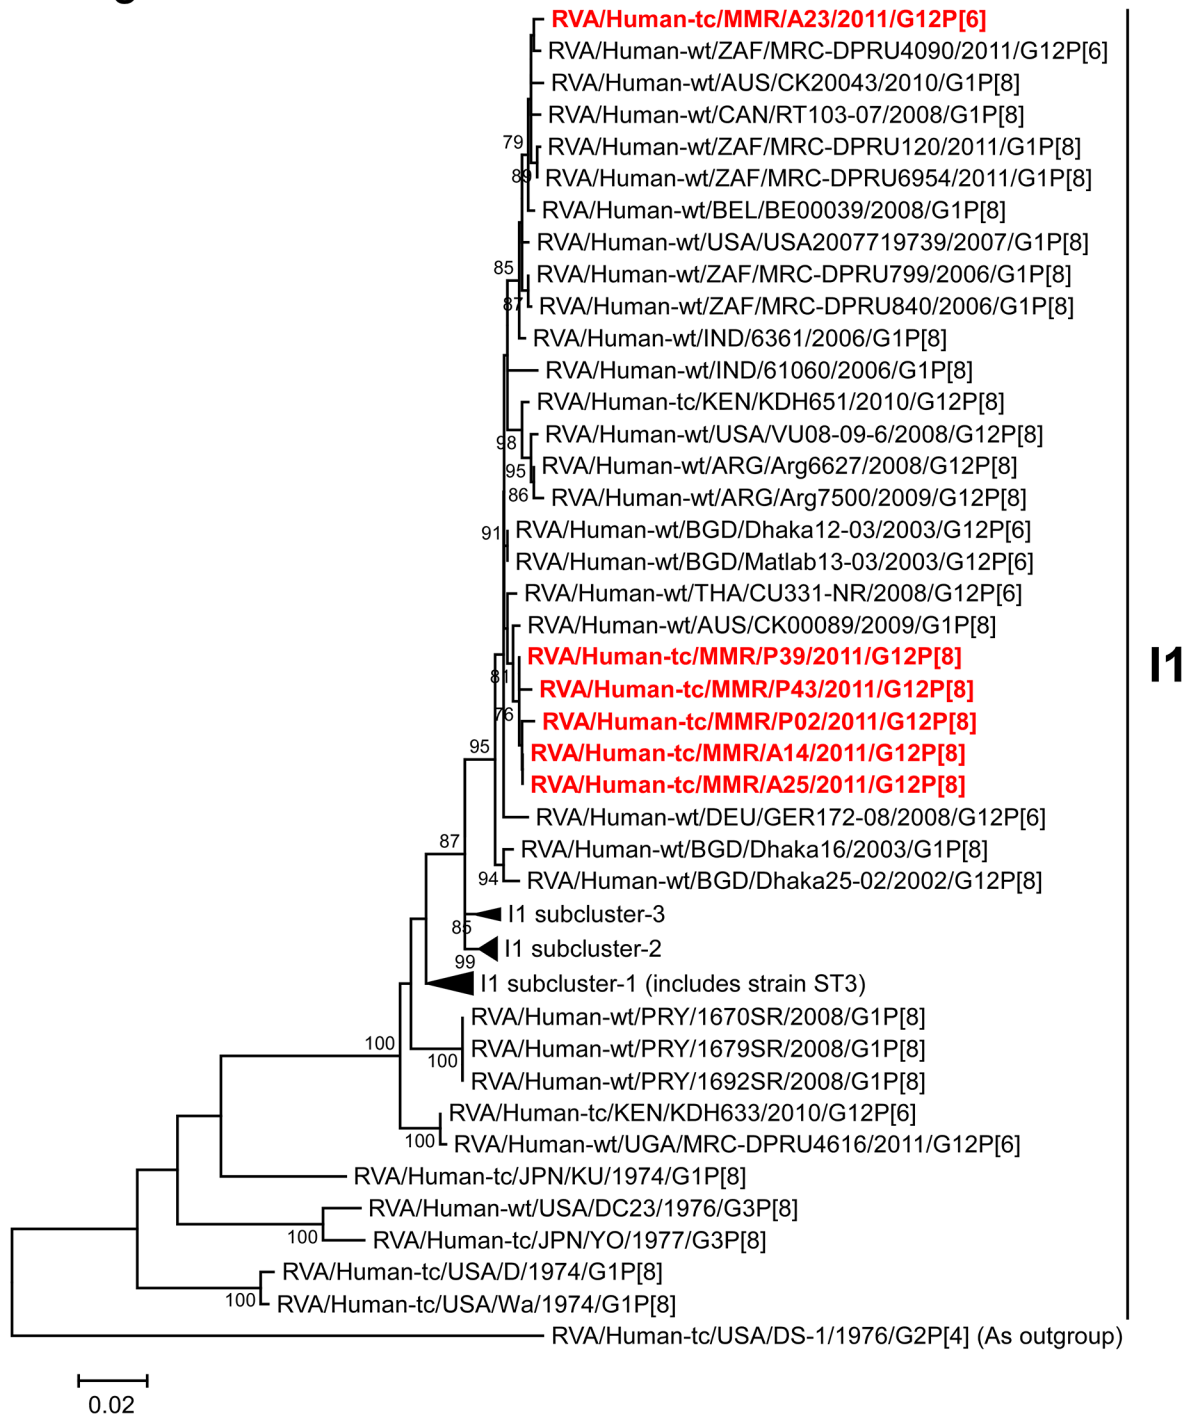 RVA/Human-tc/MMR/A23/2011/G12P[6]
RVA/Human-wt/ZAF/MRC-DPRU4090/2011/G12P[6]
RVA/Human-wt/AUS/CK20043/2010/G1P[8]
RVA/Human-wt/CAN/RT103-07/2008/G1P[8]
79
RVA/Human-wt/ZAF/MRC-DPRU120/2011/G1P[8]
89
RVA/Human-wt/ZAF/MRC-DPRU6954/2011/G1P[8]
RVA/Human-wt/BEL/BE00039/2008/G1P[8]
RVA/Human-wt/USA/USA2007719739/2007/G1P[8]
85
RVA/Human-wt/ZAF/MRC-DPRU799/2006/G1P[8]
87
RVA/Human-wt/ZAF/MRC-DPRU840/2006/G1P[8]
RVA/Human-wt/IND/6361/2006/G1P[8]
RVA/Human-wt/IND/61060/2006/G1P[8]
RVA/Human-tc/KEN/KDH651/2010/G12P[8]
98
RVA/Human-wt/USA/VU08-09-6/2008/G12P[8]
95
RVA/Human-wt/ARG/Arg6627/2008/G12P[8]
86
RVA/Human-wt/ARG/Arg7500/2009/G12P[8]
91
RVA/Human-wt/BGD/Dhaka12-03/2003/G12P[6]
RVA/Human-wt/BGD/Matlab13-03/2003/G12P[6]
RVA/Human-wt/THA/CU331-NR/2008/G12P[6]
RVA/Human-wt/AUS/CK00089/2009/G1P[8]
RVA/Human-tc/MMR/P39/2011/G12P[8]
I1
81
RVA/Human-tc/MMR/P43/2011/G12P[8]
76
RVA/Human-tc/MMR/P02/2011/G12P[8]
95
RVA/Human-tc/MMR/A14/2011/G12P[8]
RVA/Human-tc/MMR/A25/2011/G12P[8]
RVA/Human-wt/DEU/GER172-08/2008/G12P[6]
87
RVA/Human-wt/BGD/Dhaka16/2003/G1P[8]
94
RVA/Human-wt/BGD/Dhaka25-02/2002/G12P[8]
I1 subcluster-3
85
I1 subcluster-2
99
I1 subcluster-1 (includes strain ST3)
RVA/Human-wt/PRY/1670SR/2008/G1P[8]
100
RVA/Human-wt/PRY/1679SR/2008/G1P[8]
100
RVA/Human-wt/PRY/1692SR/2008/G1P[8]
RVA/Human-tc/KEN/KDH633/2010/G12P[6]
100
RVA/Human-wt/UGA/MRC-DPRU4616/2011/G12P[6]
RVA/Human-tc/JPN/KU/1974/G1P[8]
RVA/Human-wt/USA/DC23/1976/G3P[8]
100
RVA/Human-tc/JPN/YO/1977/G3P[8]
RVA/Human-tc/USA/D/1974/G1P[8]
100
RVA/Human-tc/USA/Wa/1974/G1P[8]
RVA/Human-tc/USA/DS-1/1976/G2P[4] (As outgroup)
0.02